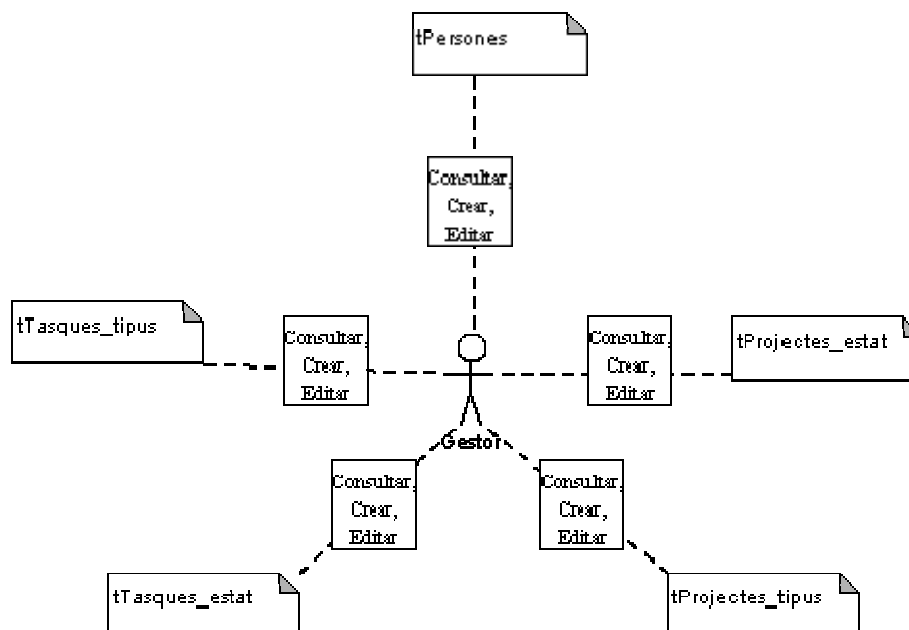 tPersones
Consultar,
Crear,
Editar
tTasques_tipus
Consultar,
Crear,
Editar
Consultar,
Crear,
Editar
tProjectes_estat
Gestor
Consultar,
Crear,
Editar
Consultar,
Crear,
Editar
tTasques_estat
tProjectes_tipus